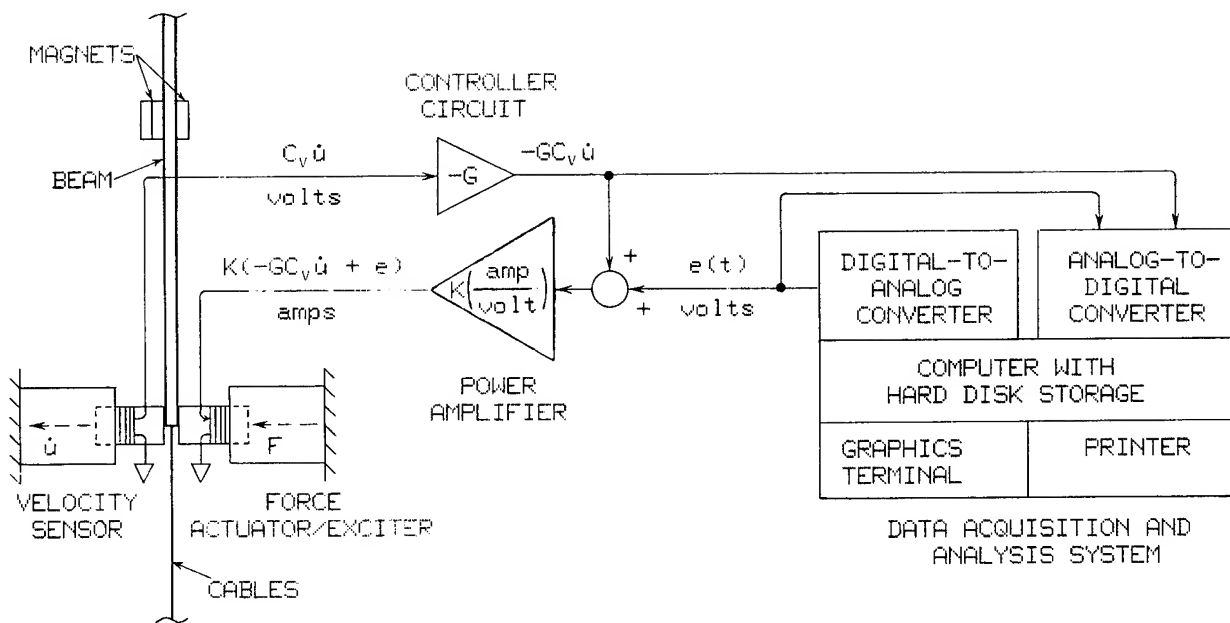 MAGNETS
BEAM
C_v u̇
volts
CONTROLLER
CIRCUIT
-G
-GC_v u̇
K(-GC_v u̇ + e)
amps
K(amp/volt)
POWER
AMPLIFIER
+
+
e(t)
volts
DIGITAL-TO-
ANALOG
CONVERTER
ANALOG-TO-
DIGITAL
CONVERTER
COMPUTER WITH
HARD DISK STORAGE
GRAPHICS
TERMINAL
PRINTER
DATA ACQUISITION AND
ANALYSIS SYSTEM
u̇
F
VELOCITY
SENSOR
FORCE
ACTUATOR/EXCITER
CABLES